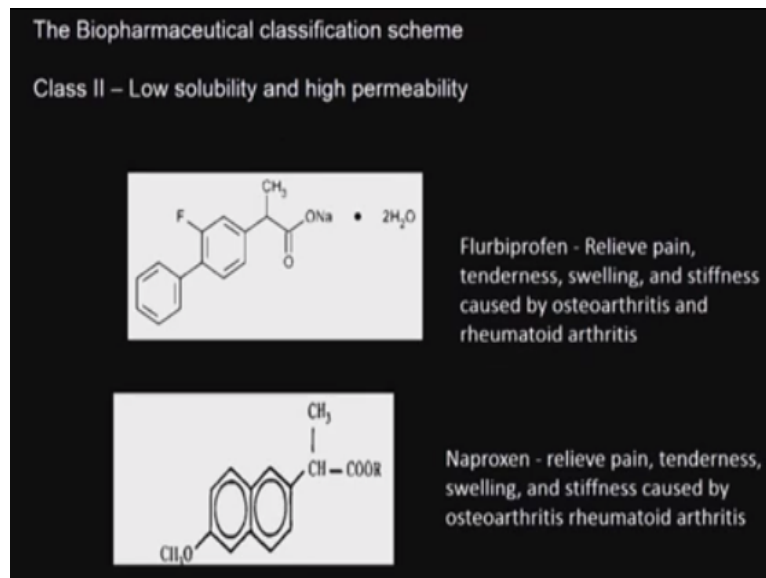 The Biopharmaceutical classification scheme
Class II – Low solubility and high permeability
CH3
F
ONa • 2H2O
O
Flurbiprofen - Relieve pain,
tenderness, swelling, and stiffness
caused by osteoarthritis and
rheumatoid arthritis
CH3
CH – COOR
CH3O
Naproxen - relieve pain, tenderness,
swelling, and stiffness caused by
osteoarthritis rheumatoid arthritis